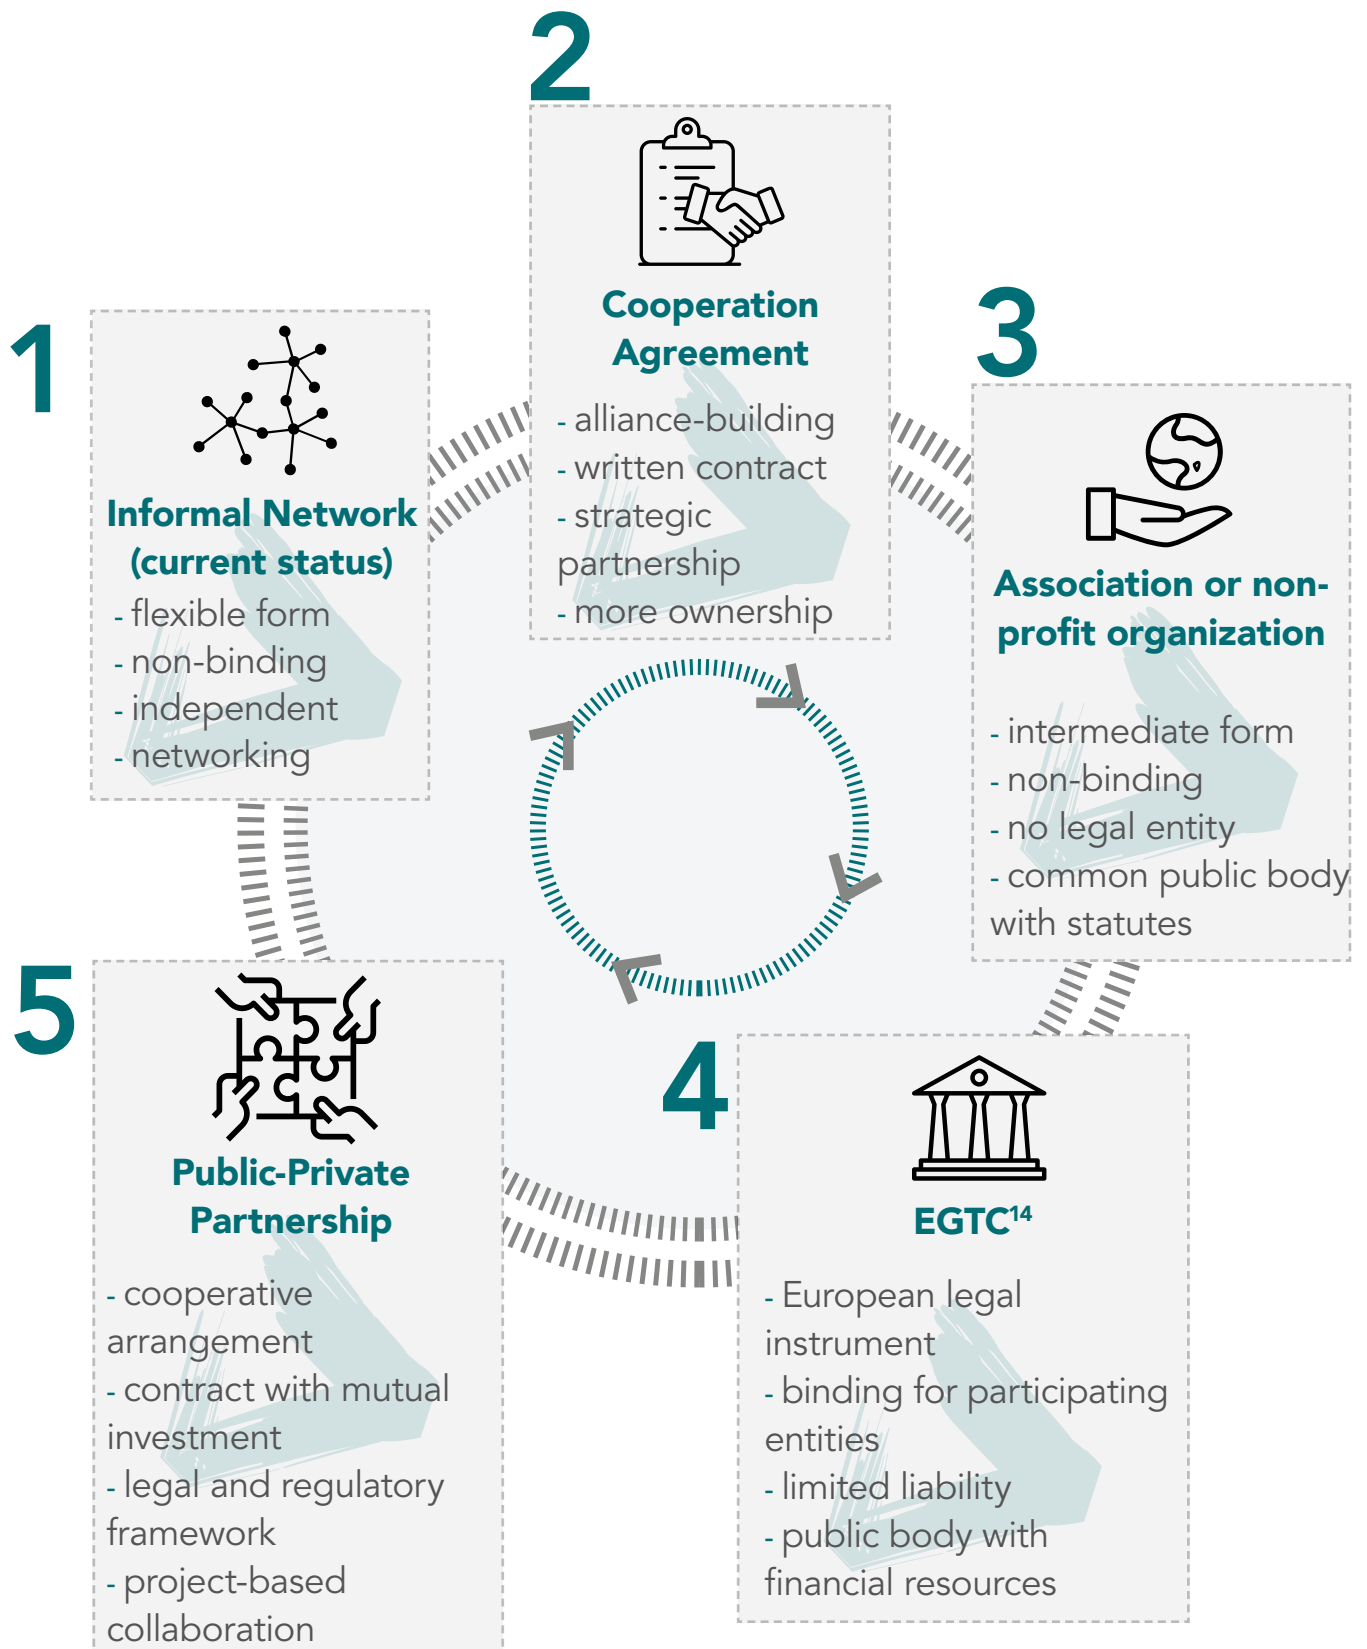 1
Informal Network
(current status)
- flexible form
- non-binding
- independent
- networking
2
Cooperation
Agreement
- alliance-building
- written contract
- strategic
partnership
- more ownership
3
Association or non-
profit organization
- intermediate form
- non-binding
- no legal entity
- common public body
with statutes
4
EGTC¹⁴
- European legal
instrument
- binding for participating
entities
- limited liability
- public body with
financial resources
5
Public-Private
Partnership
- cooperative
arrangement
- contract with mutual
investment
- legal and regulatory
framework
- project-based
collaboration